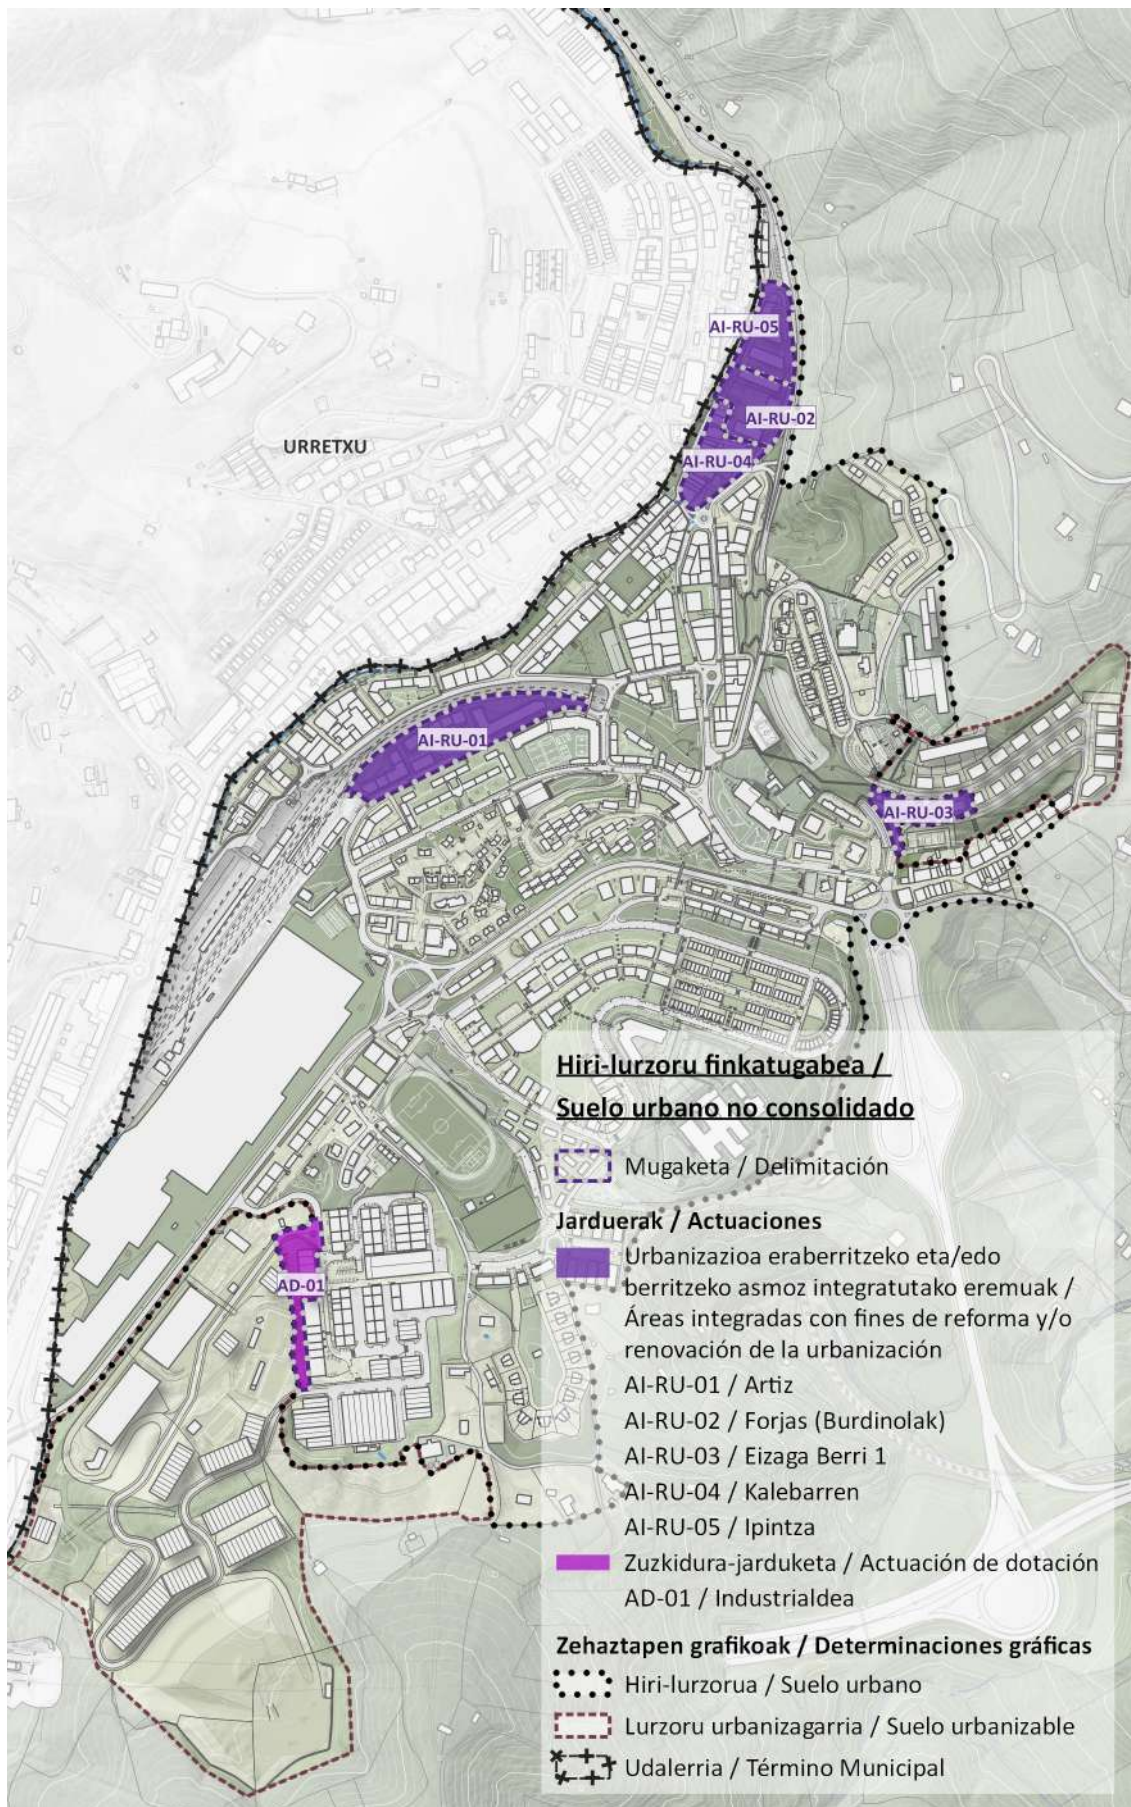 AI-RU-05
AI-RU-02
URRETXU
AI-RU-04
AI-RU-01
AI-RU-03
AD-01
Hiri-lurzoru finkatugabea /
Suelo urbano no consolidado
Mugaketa / Delimitación
Jarduerak / Actuaciones
Urbanizazioa eraberritzeko eta/edo
berritzeko asmoz integratutako eremuak /
Áreas integradas con fines de reforma y/o
renovación de la urbanización
AI-RU-01 / Artiz
AI-RU-02 / Forjas (Burdinolak)
AI-RU-03 / Eizaga Berri 1
AI-RU-04 / Kalebarren
AI-RU-05 / Ipintza
Zuzkidura-jarduketa / Actuación de dotación
AD-01 / Industrialdea
Zehaztapen grafikoak / Determinaciones gráficas
Hiri-lurzorua / Suelo urbano
Lurzoru urbanizagarria / Suelo urbanizable
Udalerria / Término Municipal